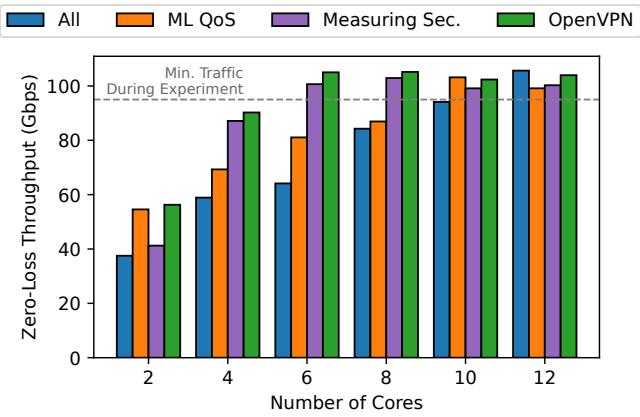 All ML QoS Measuring Sec. OpenVPN
Min. Traffic
During Experiment
Zero-Loss Throughput (Gbps)
100
80
60
40
20
0
2 4 6 8 10 12
Number of Cores